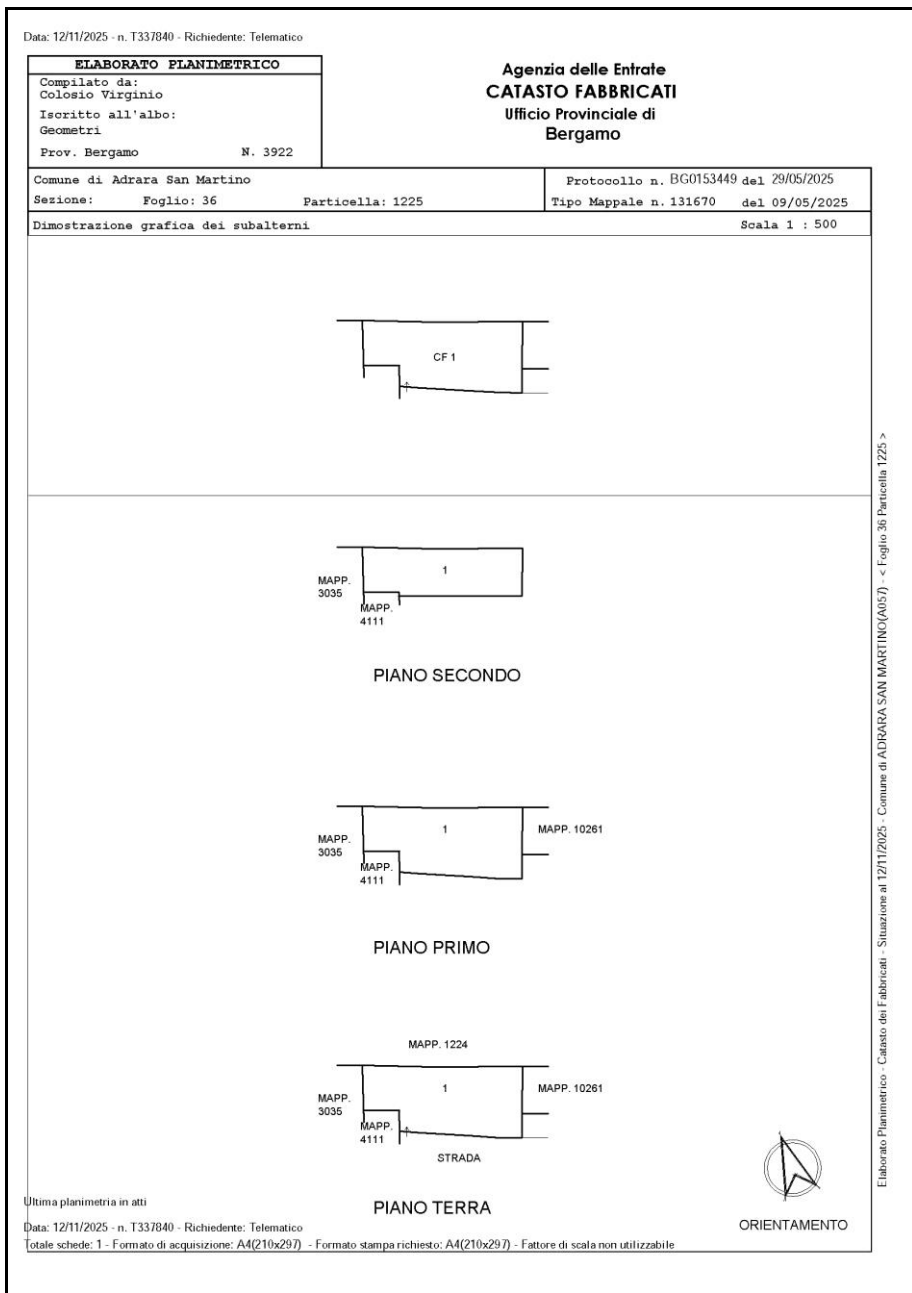 Data: 12/11/2025 - n. T337840 - Richiedente: Telematico
ELABORATO PLANIMETRICO
Compilato da:
Colosio Virginio
Iscritto all'albo:
Geometri
Prov. Bergamo N. 3922
Agenzia delle Entrate
CATASTO FABBRICATI
Ufficio Provinciale di
Bergamo
Comune di Adrara San Martino
Sezione: Foglio: 36 Particella: 1225
Protocollo n. BG0153449 del 29/05/2025
Tipo Mappale n. 131670 del 09/05/2025
Dimostrazione grafica dei subalterni Scala 1 : 500
CF 1
1
MAPP.
3035
MAPP.
4111
PIANO SECONDO
1
MAPP. 10261
MAPP.
3035
MAPP.
4111
PIANO PRIMO
MAPP. 1224
1
MAPP. 10261
MAPP.
3035
MAPP.
4111
STRADA
PIANO TERRA
ORIENTAMENTO
Ultima planimetria in atti
Data: 12/11/2025 - n. T337840 - Richiedente: Telematico
Totale schede: 1 - Formato di acquisizione: A4(210x297) - Formato stampa richiesto: A4(210x297) - Fattore di scala non utilizzabile
Elaborato Planimetrico - Catasto dei Fabbricati - Situazione al 12/11/2025 - Comune di ADRARA SAN MARTINO(A057) - < Foglio 36 Particella 1225 >